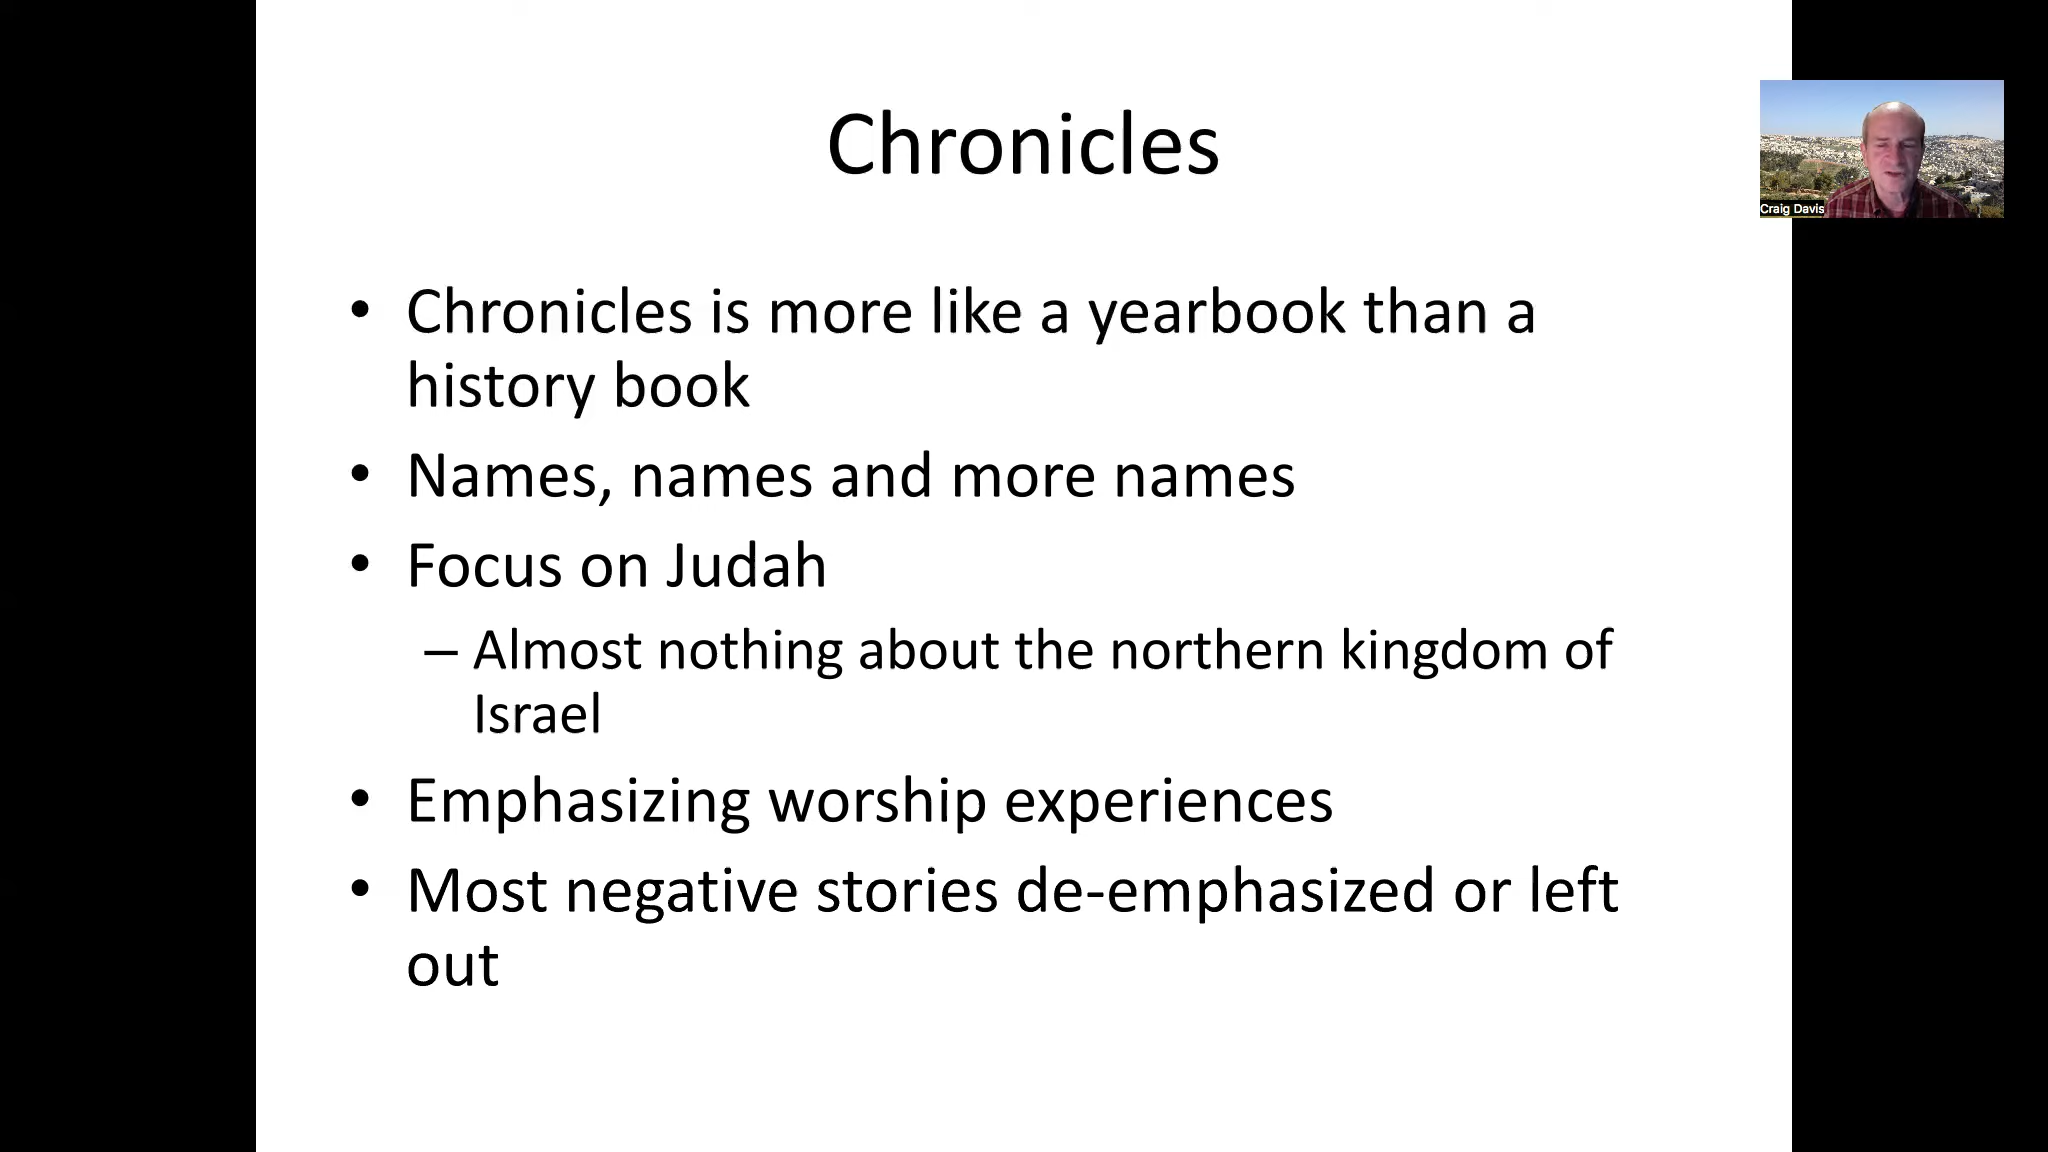 Chronicles
Craig Davis
• Chronicles is more like a yearbook than a
history book
• Names, names and more names
• Focus on Judah
– Almost nothing about the northern kingdom of
Israel
• Emphasizing worship experiences
• Most negative stories de-emphasized or left
out